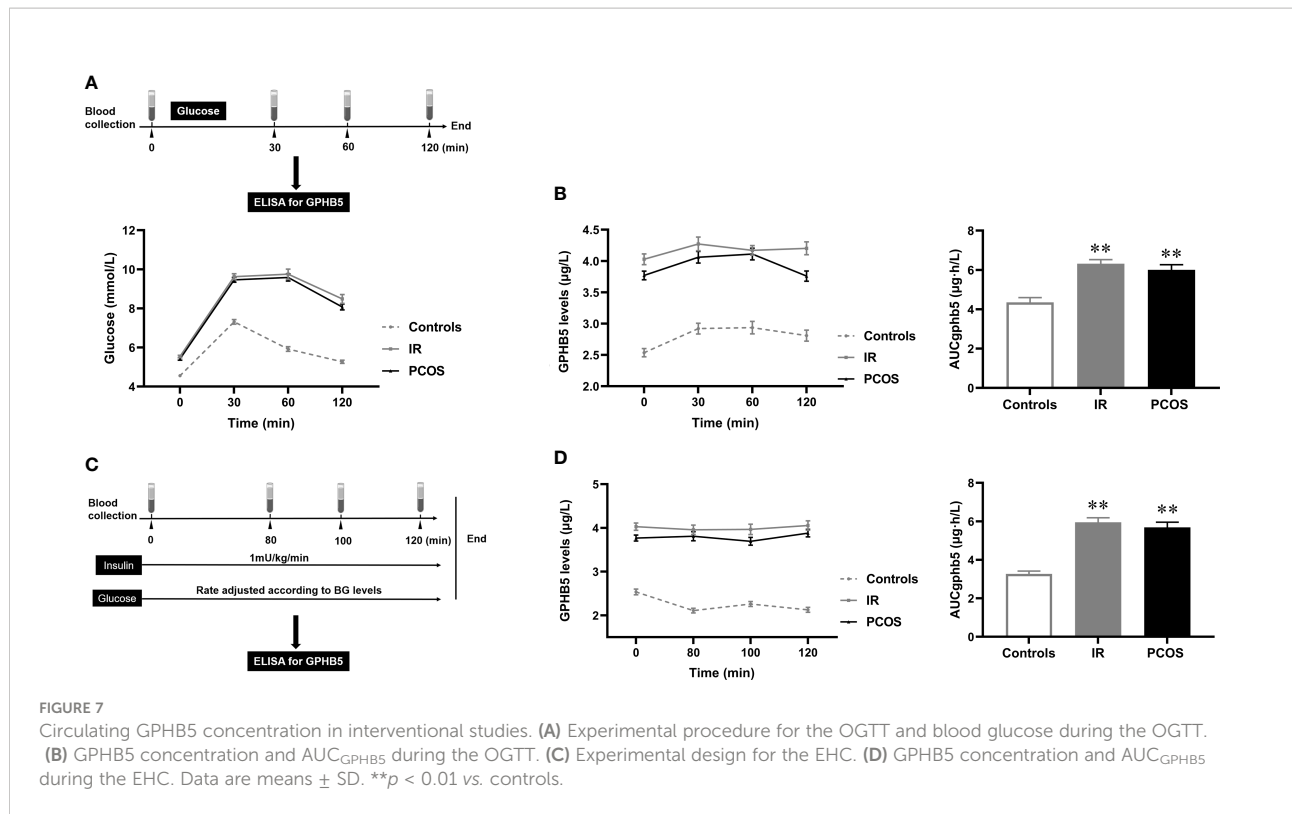 A
Blood
collection
Glucose
End
0
30
60
120 (min)
ELISA for GPHB5
Glucose (mmol/L)
12
10
8
6
4
0
30
60
120
Time (min)
Controls
IR
PCOS
B
GPHB5 levels (µg/L)
4.5
4.0
3.5
3.0
2.5
2.0
0
30
60
120
Time (min)
Controls
IR
PCOS
AUCgphb5 (µg·h/L)
10
8
6
4
2
0
**
**
Controls
IR
PCOS
C
Blood
collection
0
80
100
120 (min)
End
1mU/kg/min
Insulin
Rate adjusted according to BG levels
Glucose
ELISA for GPHB5
D
GPHB5 levels (µg/L)
5
4
3
2
0
80
100
120
Time (min)
Controls
IR
PCOS
AUCgphb5 (µg·h/L)
10
8
6
4
2
0
**
**
Controls
IR
PCOS
FIGURE 7
Circulating GPHB5 concentration in interventional studies. (A) Experimental procedure for the OGTT and blood glucose during the OGTT.
(B) GPHB5 concentration and AUCGPHB5 during the OGTT. (C) Experimental design for the EHC. (D) GPHB5 concentration and AUCGPHB5
during the EHC. Data are means ± SD. **p < 0.01 vs. controls.